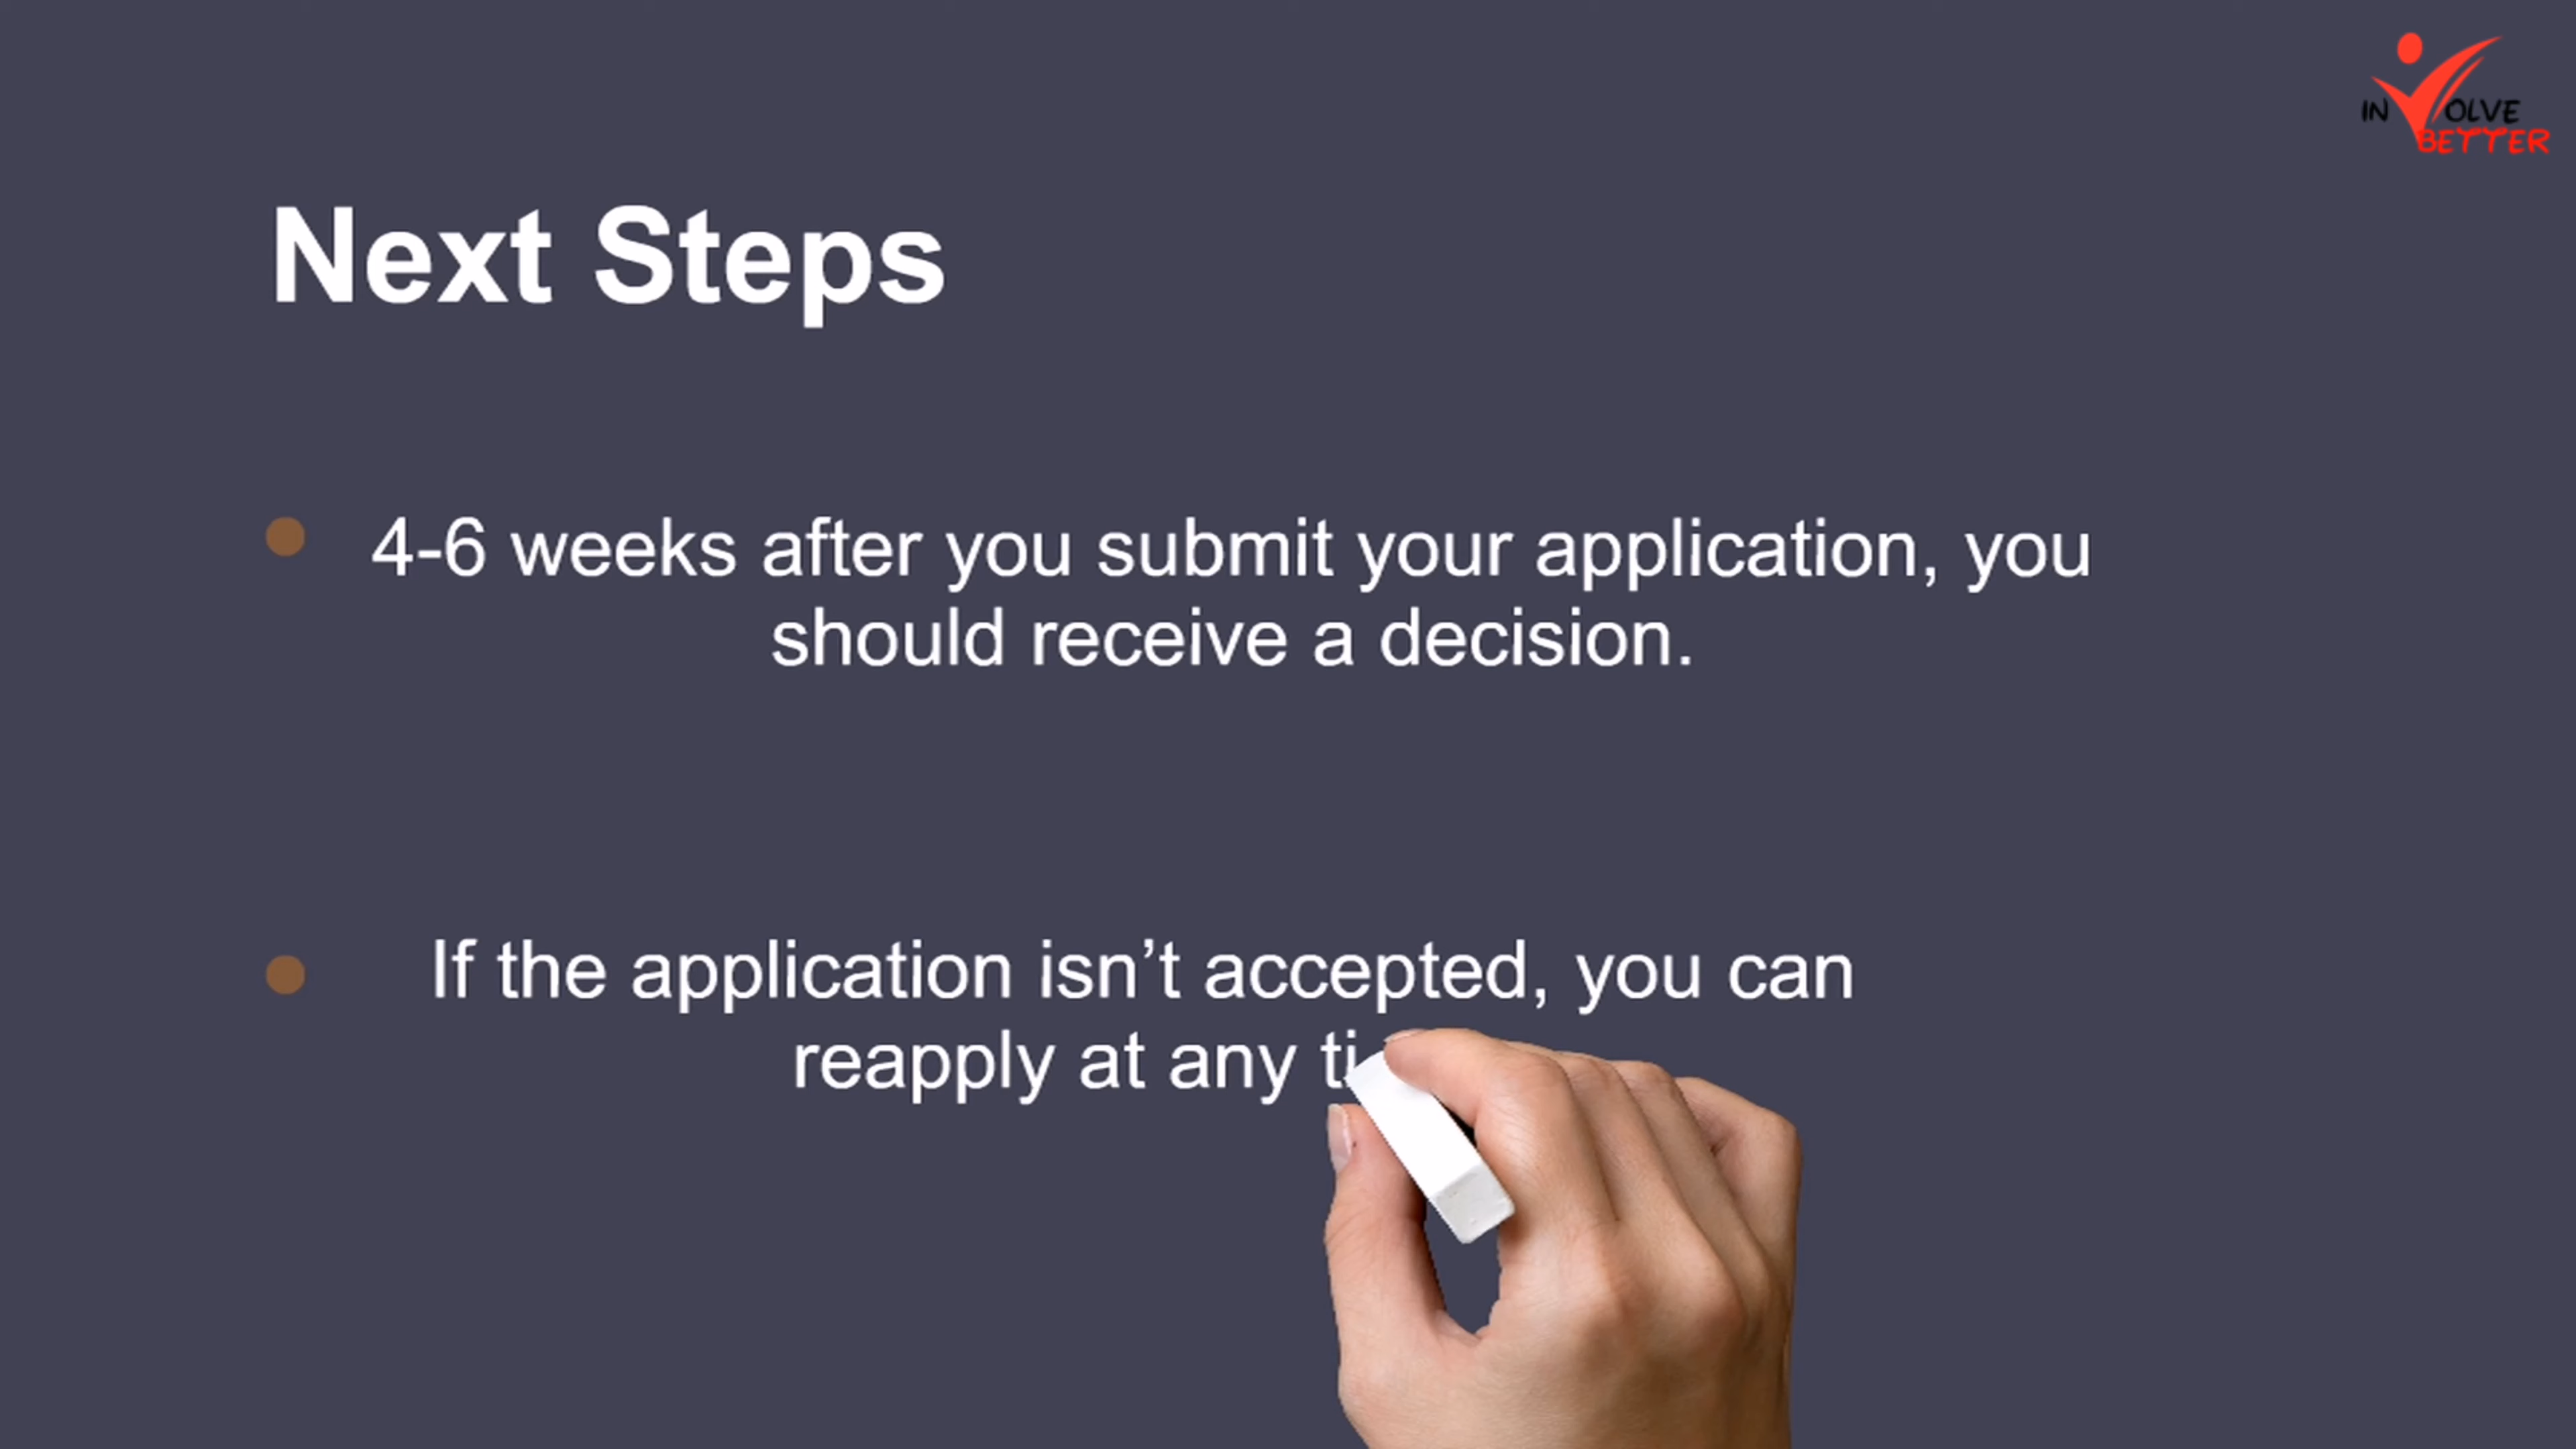 IN VOLVE
BETTER
Next Steps
4-6 weeks after you submit your application, you
should receive a decision.
If the application isn’t accepted, you can
reapply at any